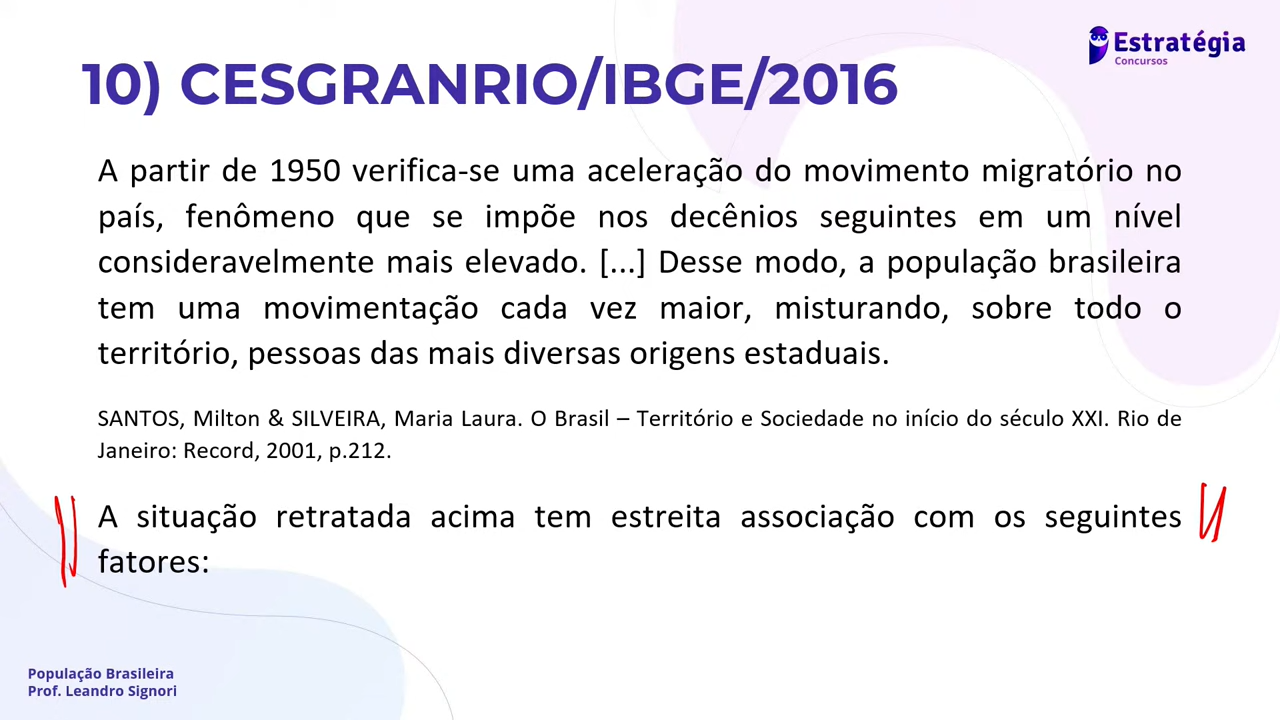 Estratégia
Concursos
10) CESGRANRIO/IBGE/2016
A partir de 1950 verifica-se uma aceleração do movimento migratório no
país, fenômeno que se impõe nos decênios seguintes em um nível
consideravelmente mais elevado. [...] Desse modo, a população brasileira
tem uma movimentação cada vez maior, misturando, sobre todo o
território, pessoas das mais diversas origens estaduais.
SANTOS, Milton & SILVEIRA, Maria Laura. O Brasil – Território e Sociedade no início do século XXI. Rio de
Janeiro: Record, 2001, p.212.
A situação retratada acima tem estreita associação com os seguintes
fatores:
População Brasileira
Prof. Leandro Signori